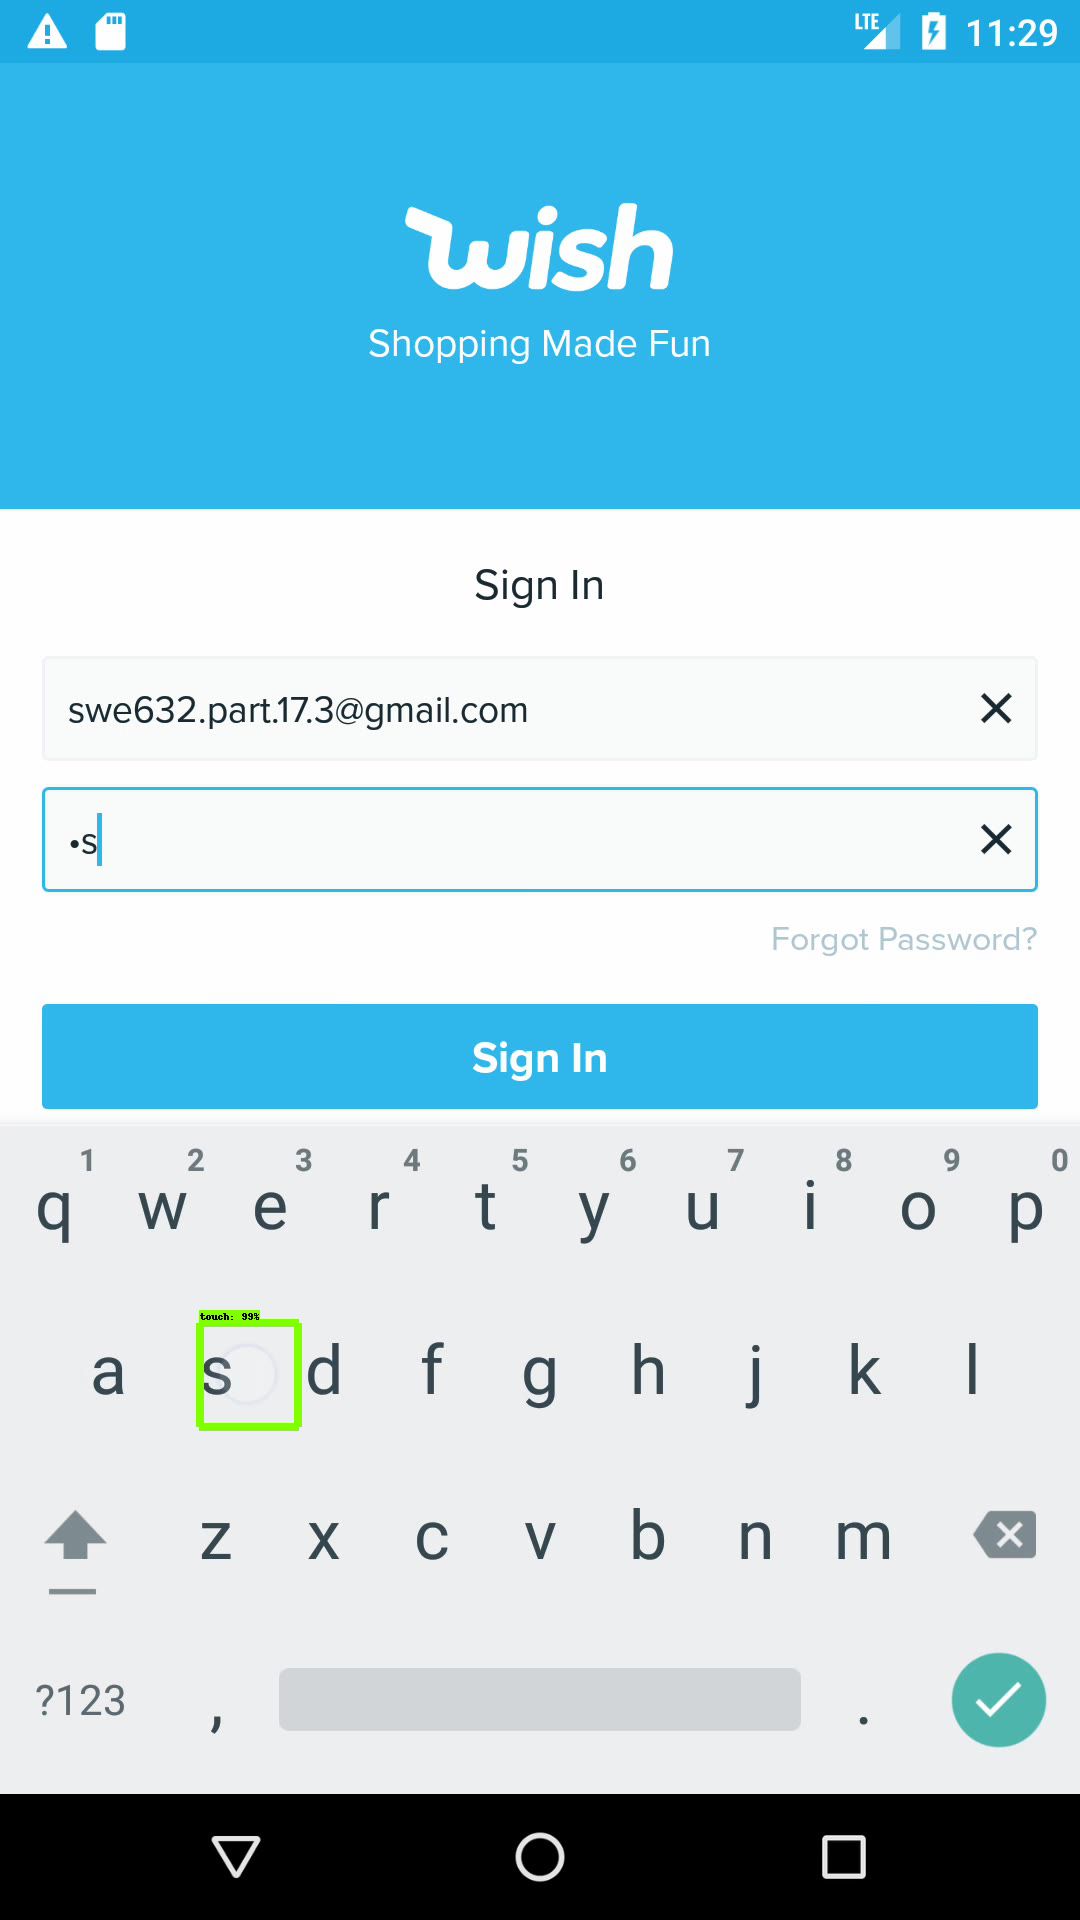 LTE 11:29
wish
Shopping Made Fun
Sign In
swe632.part.17.3@gmail.com
•s
Forgot Password?
Sign In
1 2 3 4 5 6 7 8 9 0
q w e r t y u i o p
touch: 99%
a s d f g h j k l
z x c v b n m
?123 , .